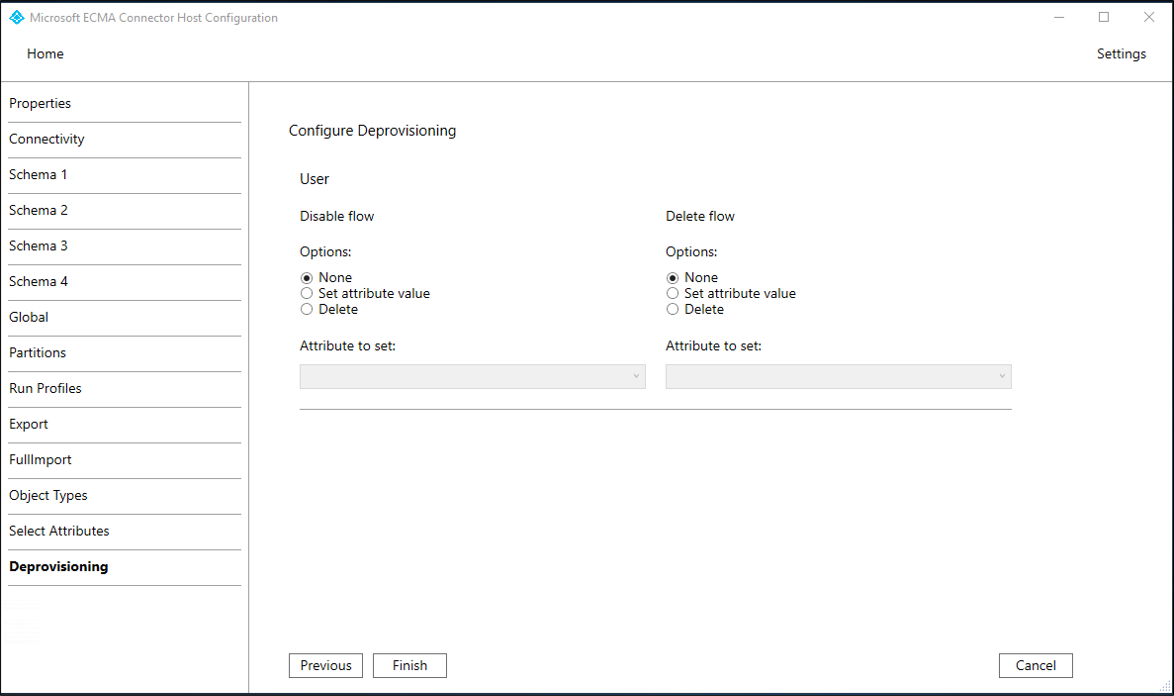 Microsoft ECMA Connector Host Configuration
Home
Settings
Properties
Connectivity
Schema 1
Schema 2
Schema 3
Schema 4
Global
Partitions
Run Profiles
Export
FullImport
Object Types
Select Attributes
Deprovisioning
Configure Deprovisioning
User
Disable flow
Options:
None
Set attribute value
Delete
Attribute to set:
Delete flow
Options:
None
Set attribute value
Delete
Attribute to set:
Previous
Finish
Cancel